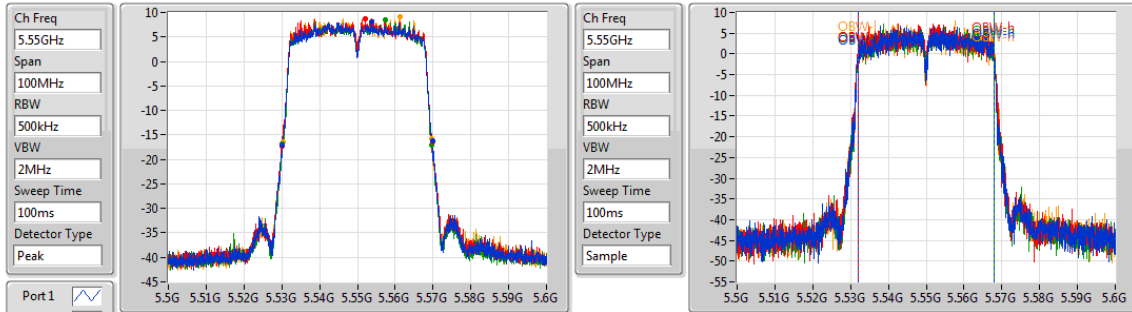 Ch Freq
5.55GHz
Span
100MHz
RBW
500kHz
VBW
2MHz
Sweep Time
100ms
Detector Type
Peak
Port 1
10
5
0
-5
-10
-15
-20
-25
-30
-35
-40
-45
5.5G 5.51G 5.52G 5.53G 5.54G 5.55G 5.56G 5.57G 5.58G 5.59G 5.6G
Ch Freq
5.55GHz
Span
100MHz
RBW
500kHz
VBW
2MHz
Sweep Time
100ms
Detector Type
Sample
10
5
0
-5
-10
-15
-20
-25
-30
-35
-40
-45
-50
-55
5.5G 5.51G 5.52G 5.53G 5.54G 5.55G 5.56G 5.57G 5.58G 5.59G 5.6G